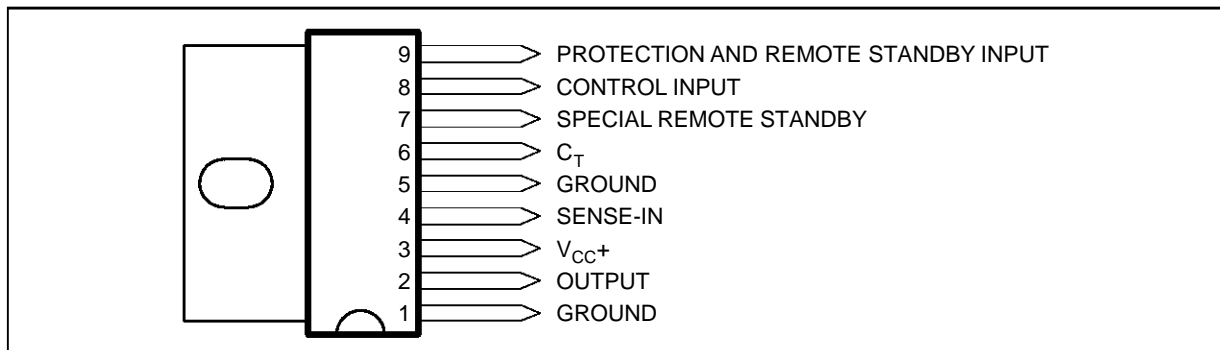 9 PROTECTION AND REMOTE STANDBY INPUT
8 CONTROL INPUT
7 SPECIAL REMOTE STANDBY
6 CT
5 GROUND
4 SENSE-IN
3 VCC+
2 OUTPUT
1 GROUND